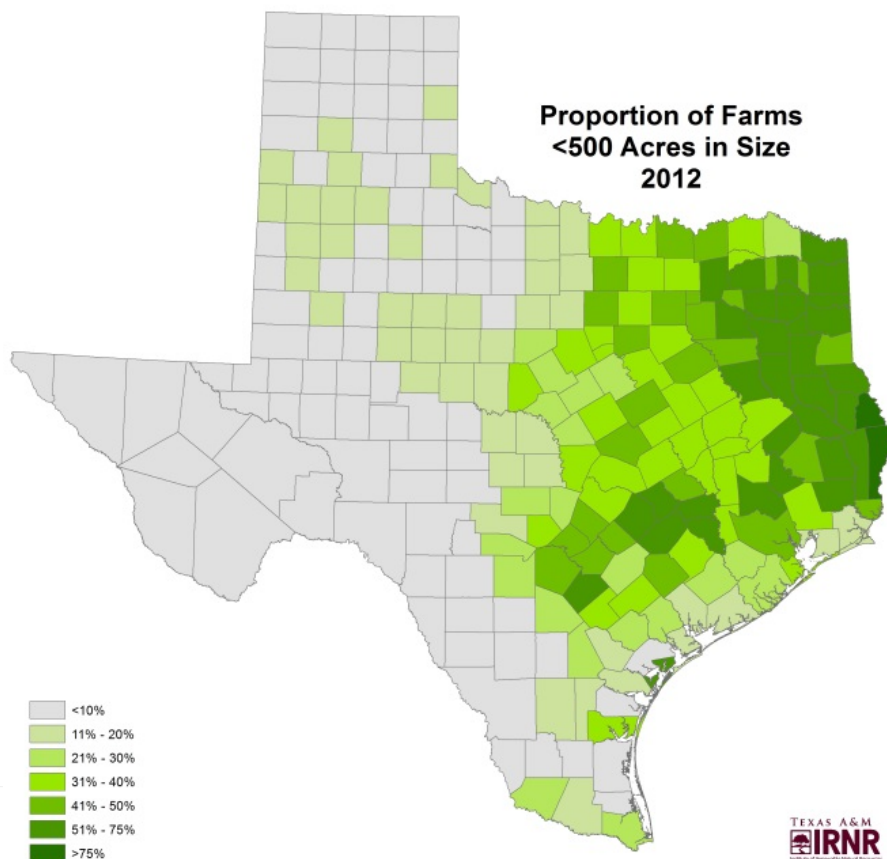 Proportion of Farms
<500 Acres in Size
2012
<10%
11% - 20%
21% - 30%
31% - 40%
41% - 50%
51% - 75%
>75%
TEXAS A&M
IRNR